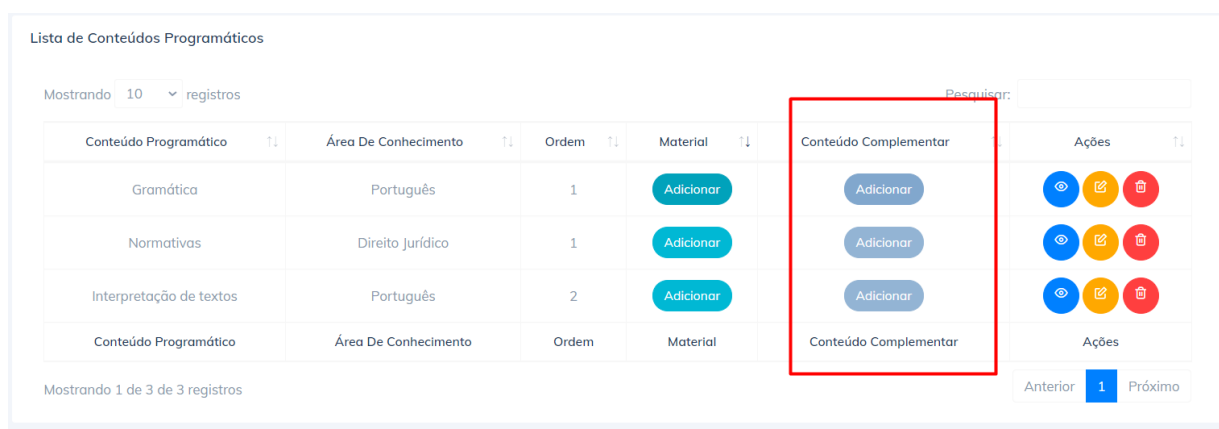 Lista de Conteúdos Programáticos
Mostrando 10 registros Pesquisar:
Conteúdo Programático Área De Conhecimento Ordem Material Conteúdo Complementar Ações
Gramática Português 1 Adicionar Adicionar
Normativas Direito Jurídico 1 Adicionar Adicionar
Interpretação de textos Português 2 Adicionar Adicionar
Conteúdo Programático Área De Conhecimento Ordem Material Conteúdo Complementar Ações
Mostrando 1 de 3 de 3 registros Anterior 1 Próximo